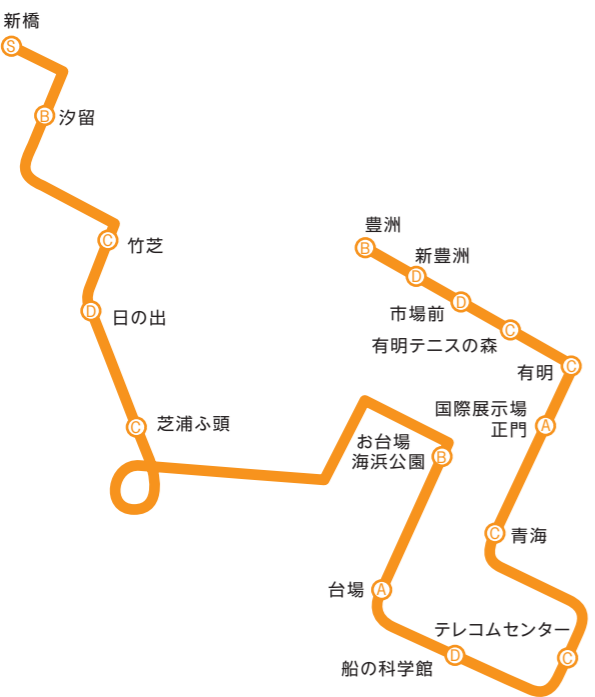 新橋
S
B 汐留
C 竹芝
D 日の出
C 芝浦ふ頭
お台場
海浜公園 B
台場 A
船の科学館 D
テレコムセンター
C
C 青海
国際展示場
正門 A
有明 C
有明テニスの森 C
市場前 D
新豊洲
D
豊洲
B